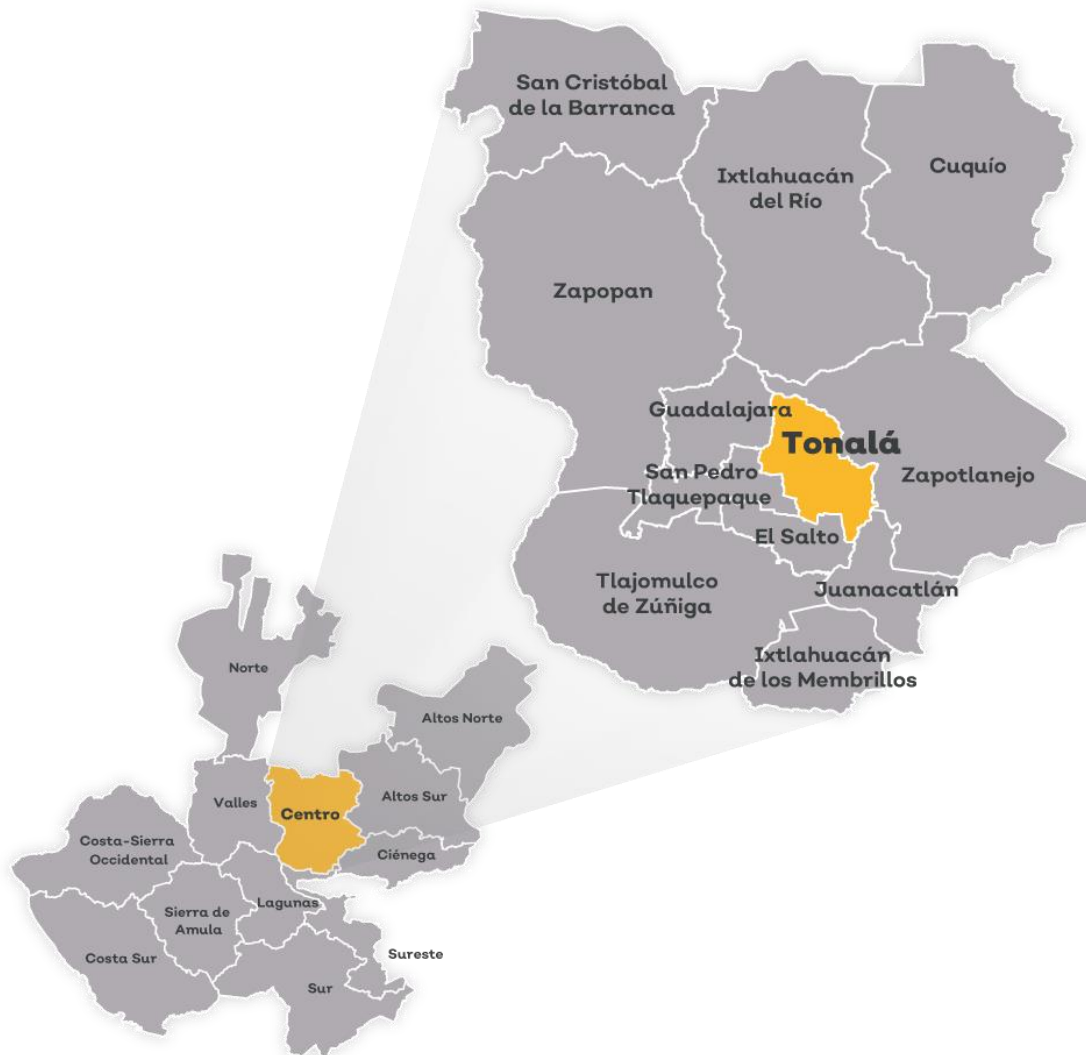 San Cristóbal
de la Barranca
Ixtlahuacán
del Río
Cuquío
Zapopan
Guadalajara
Tonalá
San Pedro
Tlaquepaque
Zapotlanejo
El Salto
Tlajomulco
de Zúñiga
Juanacatlán
Ixtlahuacán
de los Membrillos
Norte
Altos Norte
Valles
Centro
Altos Sur
Costa-Sierra
Occidental
Ciénega
Lagunas
Sierra de
Amula
Costa Sur
Sureste
Sur